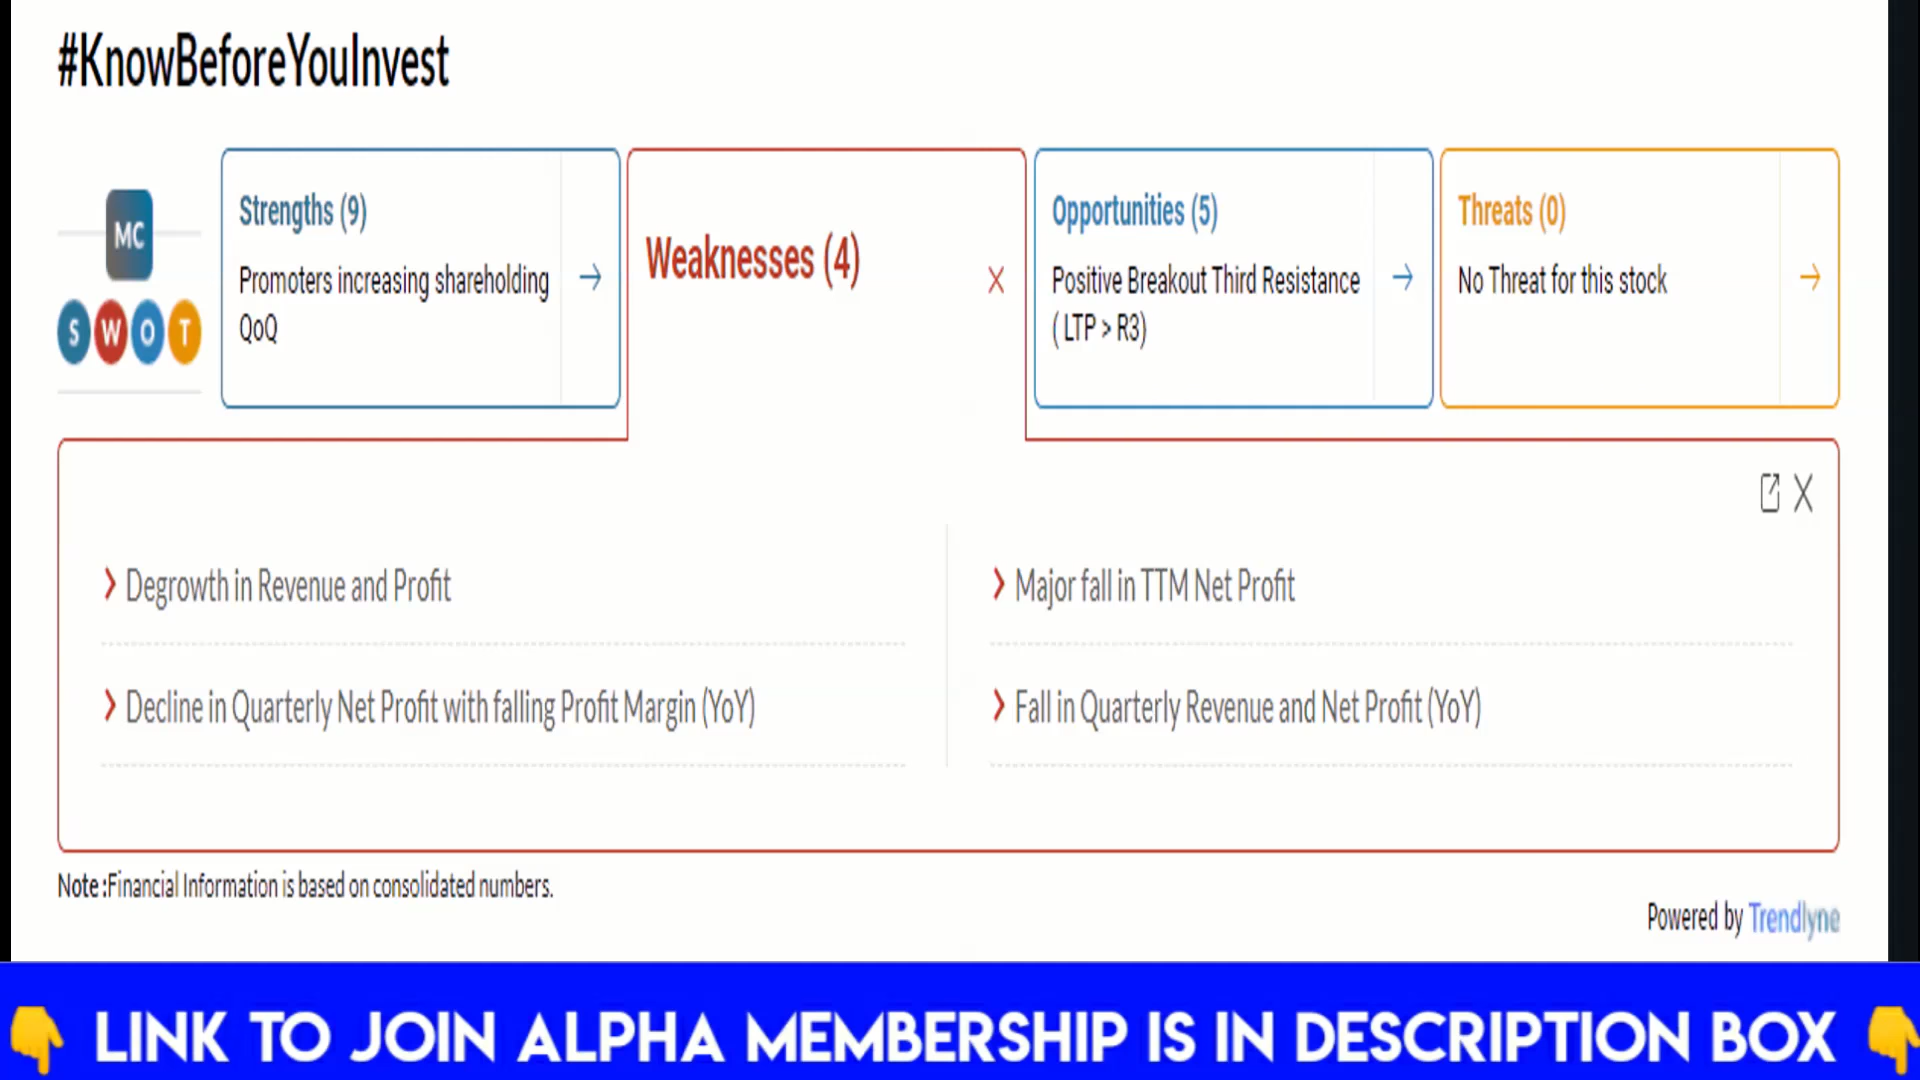 #KnowBeforeYouInvest
MC
S W O T
Strengths (9)
Promoters increasing shareholding
QoQ
Weaknesses (4)
Opportunities (5)
Positive Breakout Third Resistance
( LTP > R3)
Threats (0)
No Threat for this stock
Degrowth in Revenue and Profit
Major fall in TTM Net Profit
Decline in Quarterly Net Profit with falling Profit Margin (YoY)
Fall in Quarterly Revenue and Net Profit (YoY)
Note :Financial Information is based on consolidated numbers.
Powered by Trendlyne
LINK TO JOIN ALPHA MEMBERSHIP IS IN DESCRIPTION BOX